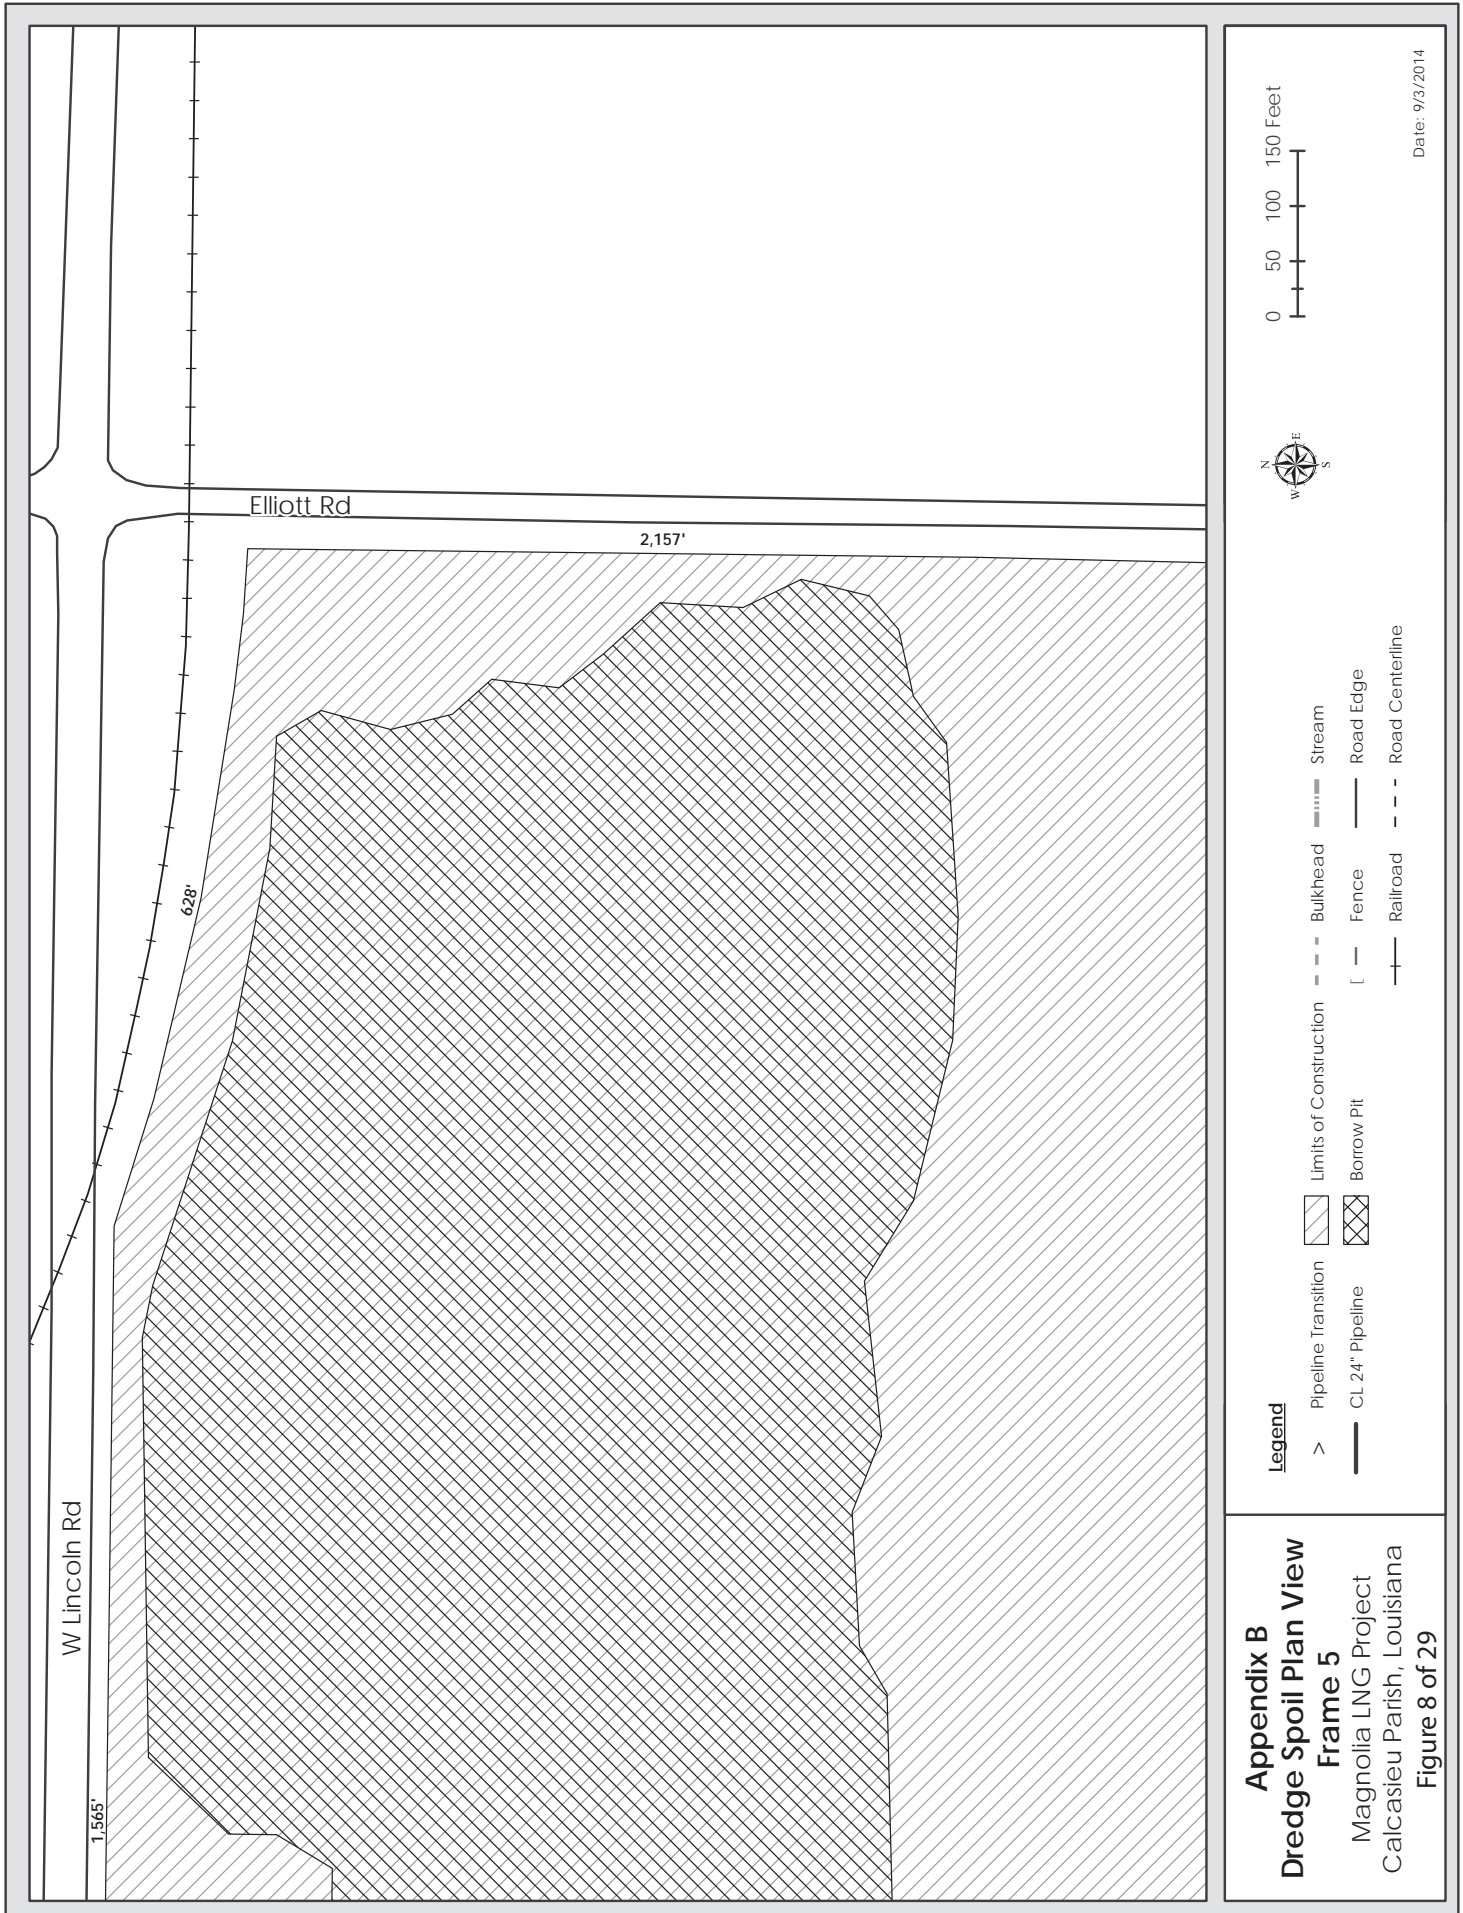 W Lincoln Rd
Elliott Rd
1,565'
628'
2,157'
N
W
E
S
0 50 100 150 Feet
Legend
> Pipeline Transition
CL 24" Pipeline
Limits of Construction
Borrow Pit
Bulkhead
[ Fence
Railroad
Stream
Road Edge
Road Centerline
Date: 9/3/2014
Appendix B
Dredge Spoil Plan View
Frame 5
Magnolia LNG Project
Calcasieu Parish, Louisiana
Figure 8 of 29